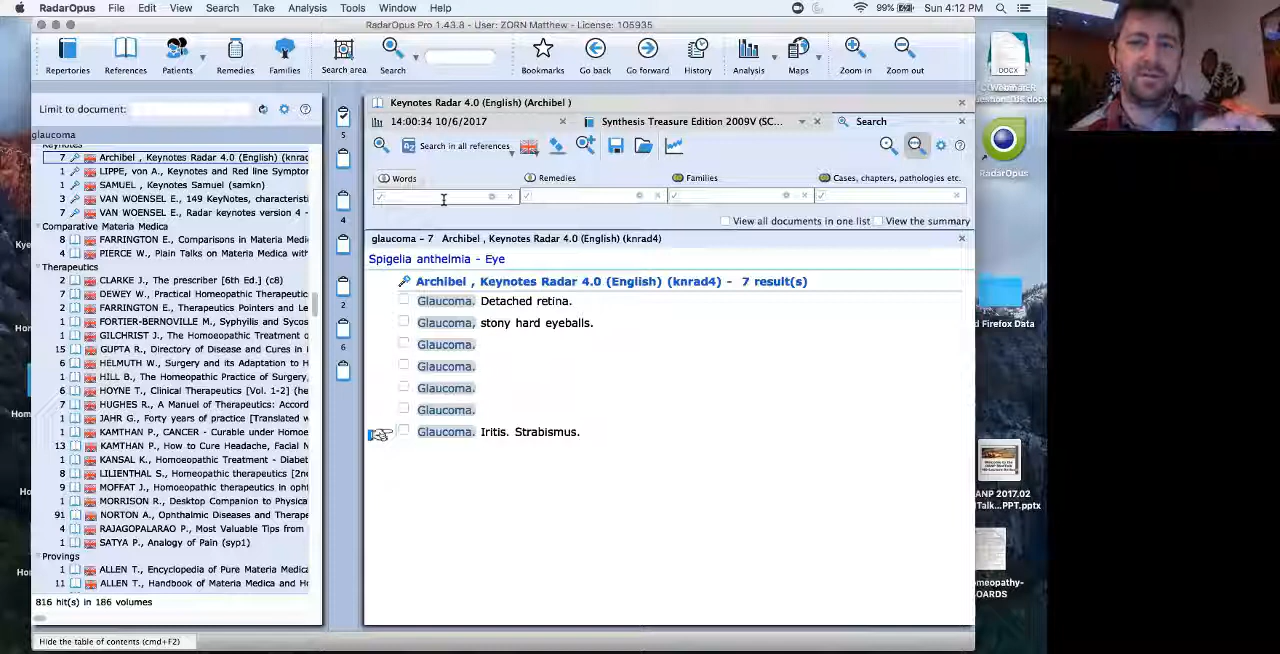 RadarOpus File Edit View Search Take Analysis Tools Window Help
99% Sun 4:12 PM
RadarOpus Pro 1.43.8 - User: ZORN Matthew - License: 105935
Repertories References Patients Remedies Families Search area Search Bookmarks Go back Go forward History Analysis Maps Zoom in Zoom out
Limit to document:
glaucoma
Keynotes
7 Archibel , Keynotes Radar 4.0 (English) (knrad
1 LIPPE, von A., Keynotes and Red line Sympton
1 SAMUEL , Keynotes Samuel (samkn)
3 VAN WOENSEL E., 149 KeyNotes, characteristi
7 VAN WOENSEL E., Radar keynotes version 4 -
Comparative Materia Medica
8 FARRINGTON E., Comparisons in Materia Medi
4 PIERCE W., Plain Talks on Materia Medica with
Therapeutics
2 CLARKE J., The prescriber [6th Ed.] (c8)
7 DEWEY W., Practical Homeopathic Therapeutic
2 FARRINGTON E., Therapeutics Pointers and Le
1 FORTIER-BERNOVILLE M., Syphyllis and Sycos
1 GILCHRIST J., The Homoeopathic Treatment o
15 GUPTA R., Directory of Disease and Cures in
6 HELMUTH W., Surgery and its Adaptation to H
1 HILL B., The Homeopathic Practice of Surgery,
6 HOYNE T., Clinical Therapeutics [Vol. 1-2] (he
7 HUGHES R., A Manuel of Therapeutics: Accord
1 JAHR G., Forty years of practice [Translated w
1 KAMTHAN P., CANCER - Curable under Homoe
13 KAMTHAN P., How to Cure Headache, Facial N
1 KANSAL K., Homoeopathic Treatment - Diabe
8 LILIENTHAL S., Homeopathic therapeutics [2nd
9 MOFFAT J., Homoeopathic therapeutics in oph
1 MORRISON R., Desktop Companion to Physica
91 NORTON A., Ophthalmic Diseases and Therape
4 RAJAGOPALARAO P., Most Valuable Tips from
1 SATYA P., Analogy of Pain (syp1)
Provings
1 ALLEN T., Encyclopedia of Pure Materia Medica
11 ALLEN T., Handbook of Materia Medica and Ho
816 hit(s) in 186 volumes
Hide the table of contents (cmd+F2)
5
4
2
6
Keynotes Radar 4.0 (English) (Archibel )
14:00:34 10/6/2017 Synthesis Treasure Edition 2009V (SC... Search
Search in all references
Words Remedies Families Cases, chapters, pathologies etc.
View all documents in one list View the summary
glaucoma - 7 Archibel , Keynotes Radar 4.0 (English) (knrad4)
Spigelia anthelmia - Eye
Archibel , Keynotes Radar 4.0 (English) (knrad4) - 7 result(s)
Glaucoma. Detached retina.
Glaucoma, stony hard eyeballs.
Glaucoma.
Glaucoma.
Glaucoma.
Glaucoma.
Glaucoma. Iritis. Strabismus.
DOCX
RadarOpus
d Firefox Data
ANP 2017.02
Talk...PPT.pptx
omeopathy-
OARDS